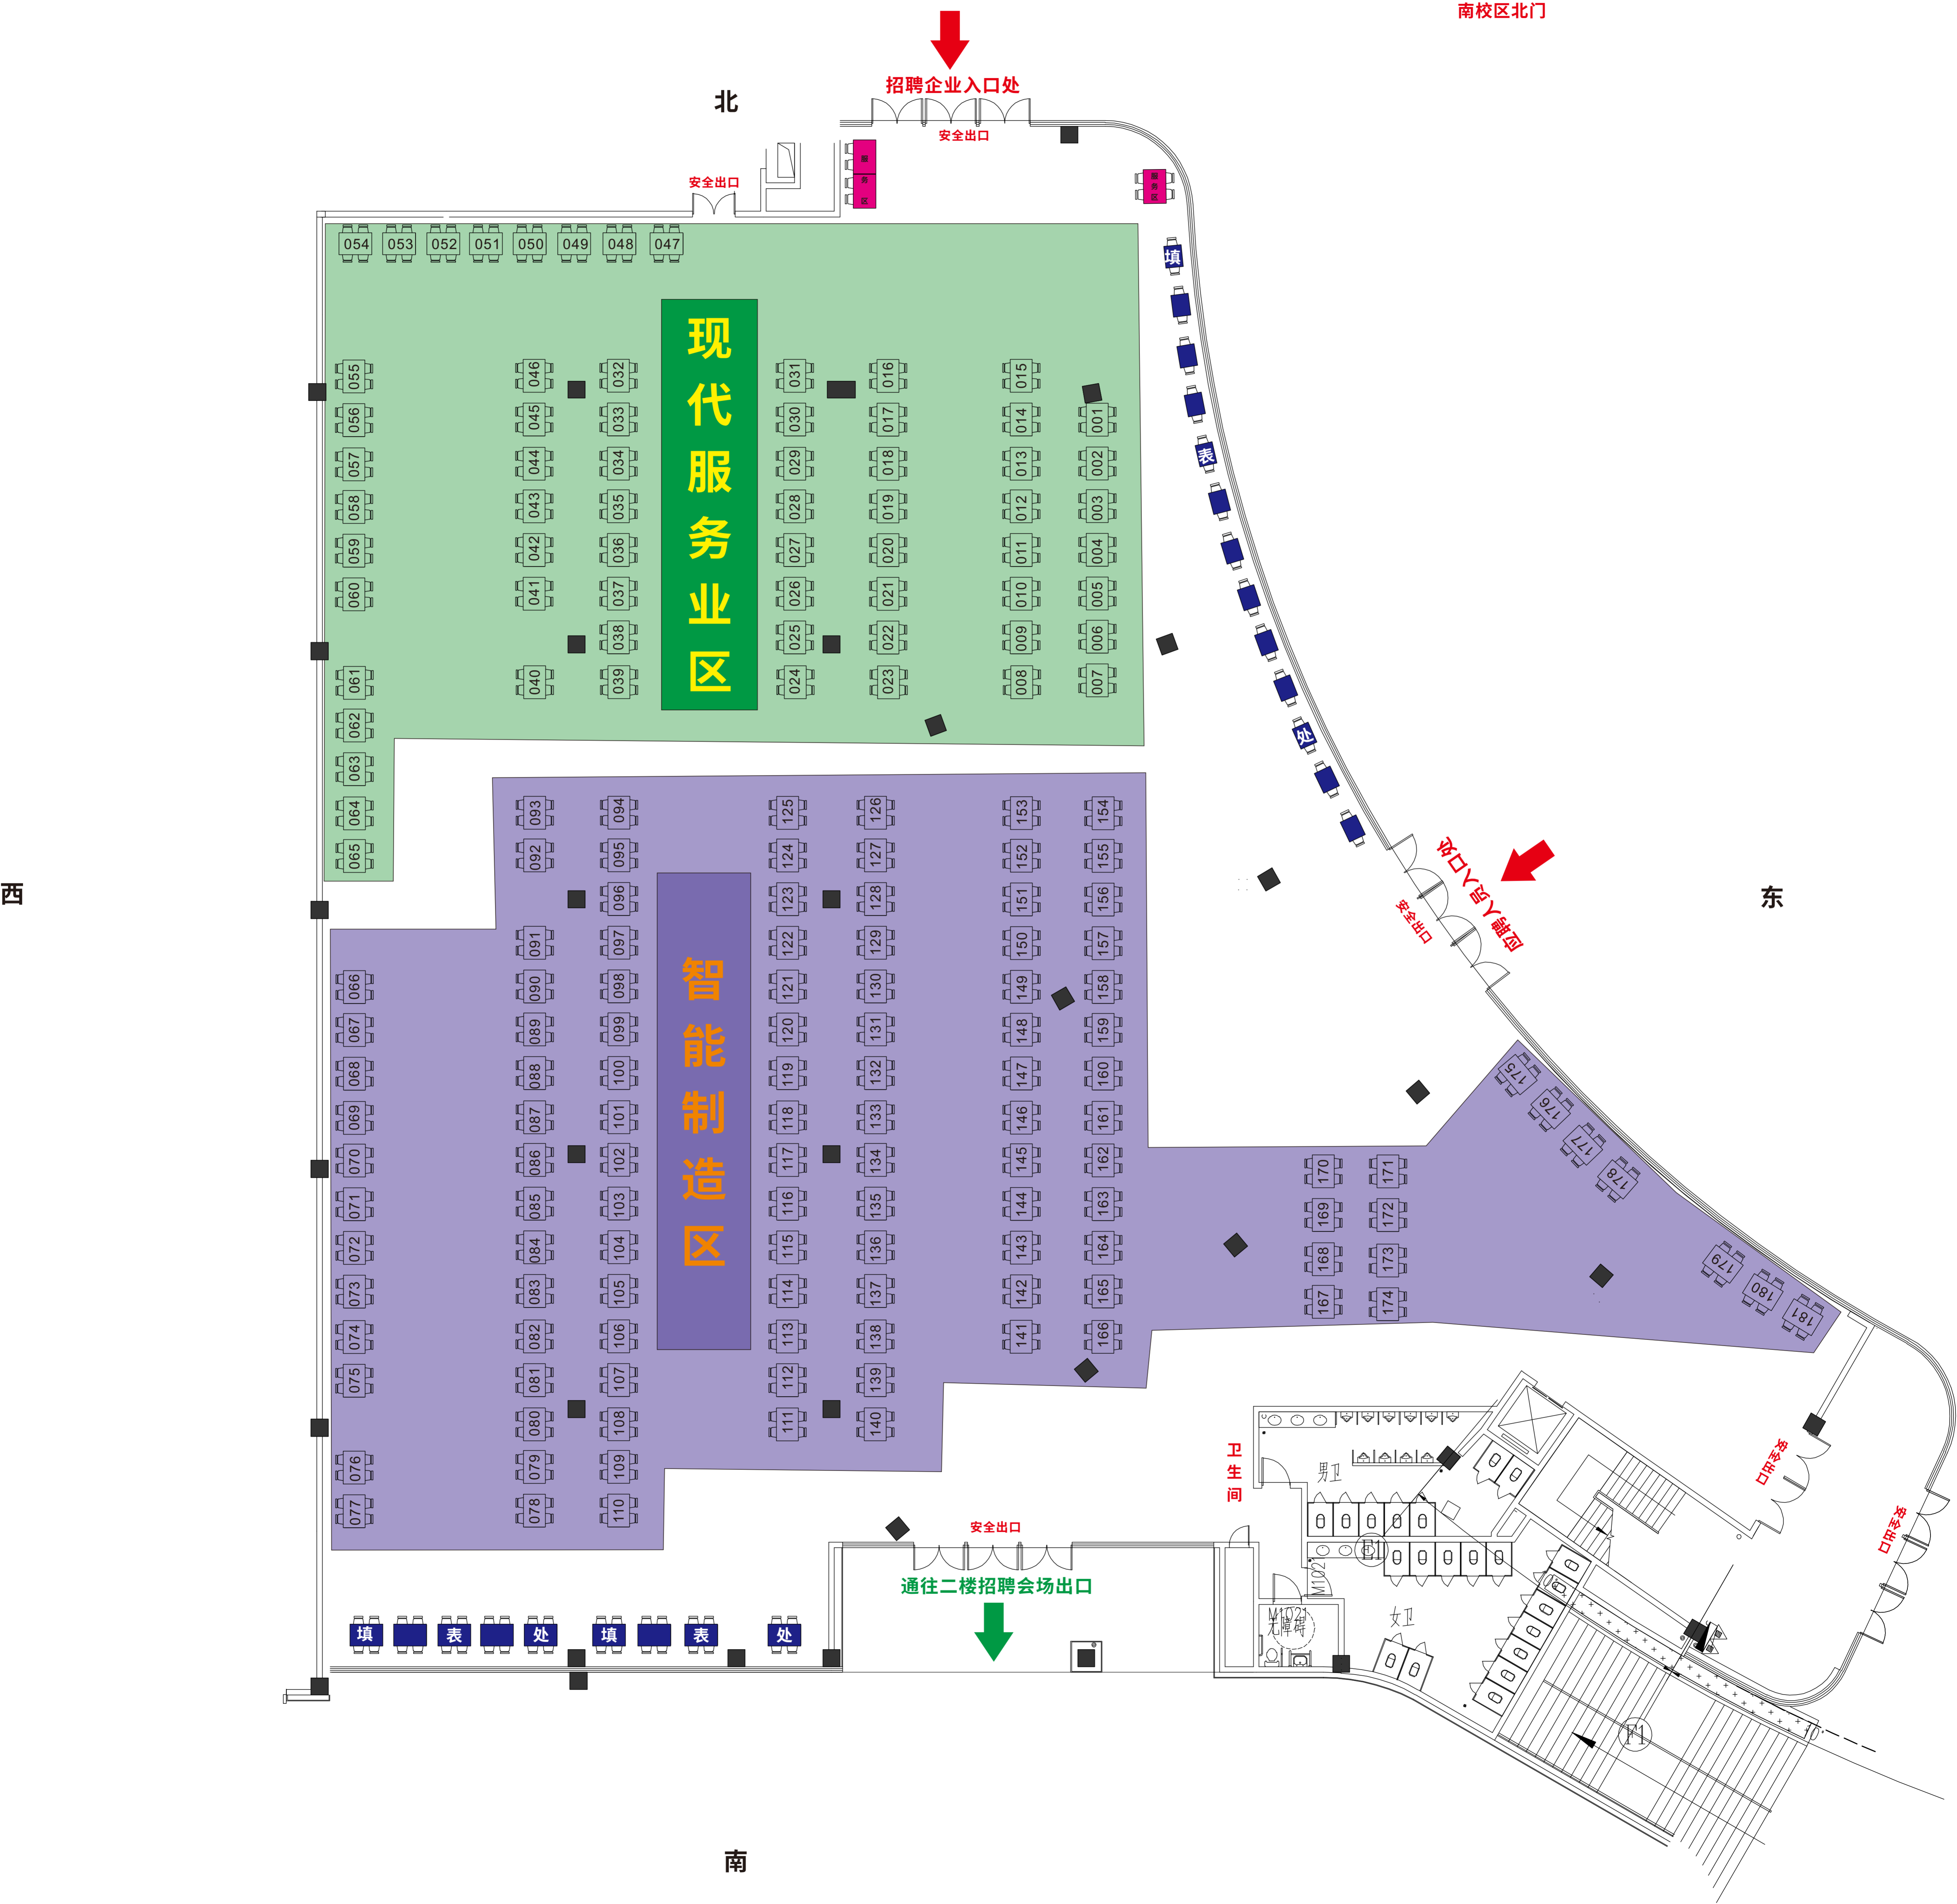 南校区北门
招聘企业入口处
北
安全出口
安全出口
服务区
服务区
054 053 052 051 050 049 048 047
填
表
处
现代服务业区
055 046 032 031 016 015
056 045 033 030 017 014 001
057 044 034 029 018 013 002
058 043 035 028 019 012 003
059 042 036 027 020 011 004
060 041 037 026 021 010 005
038 025 022 009 006
061 040 039 024 023 008 007
062
063
064 093 094 125 126 153 154
065 092 095 124 127 152 155
应聘人员入口处
安全出口
西
东
096 123 128 151 156
091 097 122 129 150 157
智能制造区
066 090 098 121 130 149 158
067 089 099 120 131 148 159
068 088 100 119 132 147 160 175
069 087 101 118 133 146 161 176
177
070 086 102 117 134 145 162 170 171 178
071 085 103 116 135 144 163 169 172
072 084 104 115 136 143 164 168 173 179
073 083 105 114 137 142 165 167 174 180
181
074 082 106 113 138 141 166
075 081 107 112 139
080 108 111 140
076 079 109
077 078 110
卫生间
男卫
安全出口
安全出口
安全出口
通往二楼招聘会场出口
E1
M1021
M1021
无障碍
女卫
填 表 处 填 表 处
F1
南